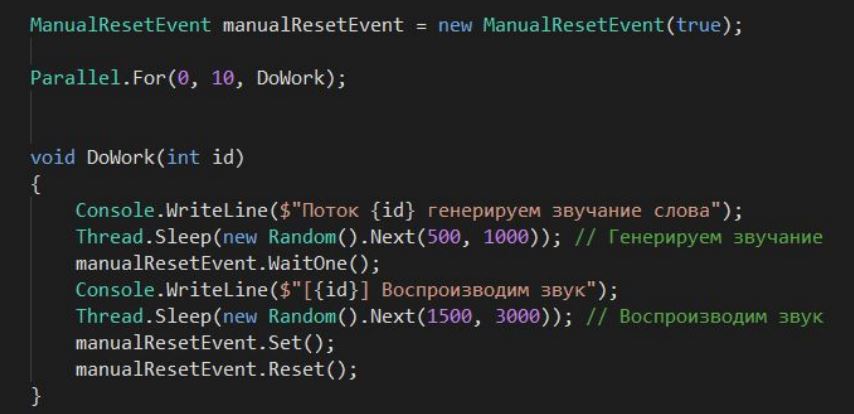 ManualResetEvent manualResetEvent = new ManualResetEvent(true);
Parallel.For(0, 10, DoWork);
void DoWork(int id)
{
Console.WriteLine($"Поток {id} генерируем звучание слова");
Thread.Sleep(new Random().Next(500, 1000)); // Генерируем звучание
manualResetEvent.WaitOne();
Console.WriteLine($"[{id}] Воспроизводим звук");
Thread.Sleep(new Random().Next(1500, 3000)); // Воспроизводим звук
manualResetEvent.Set();
manualResetEvent.Reset();
}